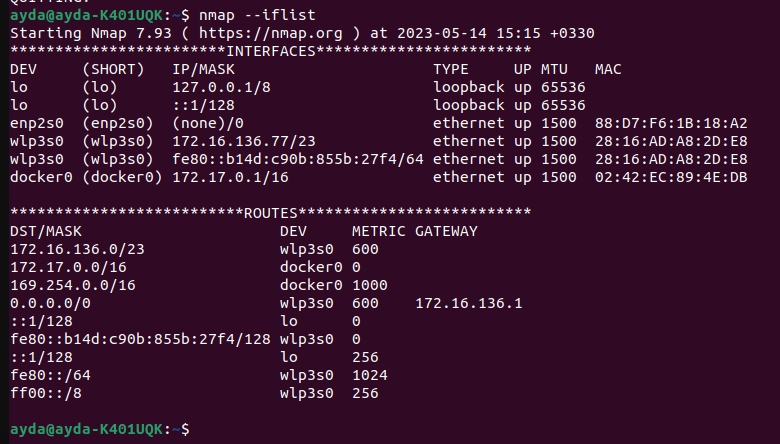 ayda@ayda-K401UQK:~$ nmap --iflist
Starting Nmap 7.93 ( https://nmap.org ) at 2023-05-14 15:15 +0330
************************INTERFACES************************
DEV     (SHORT)   IP/MASK                      TYPE     UP MTU   MAC
lo      (lo)      127.0.0.1/8                  loopback up 65536
lo      (lo)      ::1/128                      loopback up 65536
enp2s0  (enp2s0)  (none)/0                     ethernet up 1500  88:D7:F6:1B:18:A2
wlp3s0  (wlp3s0)  172.16.136.77/23             ethernet up 1500  28:16:AD:A8:2D:E8
wlp3s0  (wlp3s0)  fe80::b14d:c90b:855b:27f4/64 ethernet up 1500  28:16:AD:A8:2D:E8
docker0 (docker0) 172.17.0.1/16                ethernet up 1500  02:42:EC:89:4E:DB
**************************ROUTES**************************
DST/MASK                      DEV     METRIC GATEWAY
172.16.136.0/23               wlp3s0  600
172.17.0.0/16                 docker0 0
169.254.0.0/16                docker0 1000
0.0.0.0/0                     wlp3s0  600    172.16.136.1
::1/128                       lo      0
fe80::b14d:c90b:855b:27f4/128 wlp3s0  0
::1/128                       lo      256
fe80::/64                     wlp3s0  1024
ff00::/8                      wlp3s0  256
ayda@ayda-K401UQK:~$